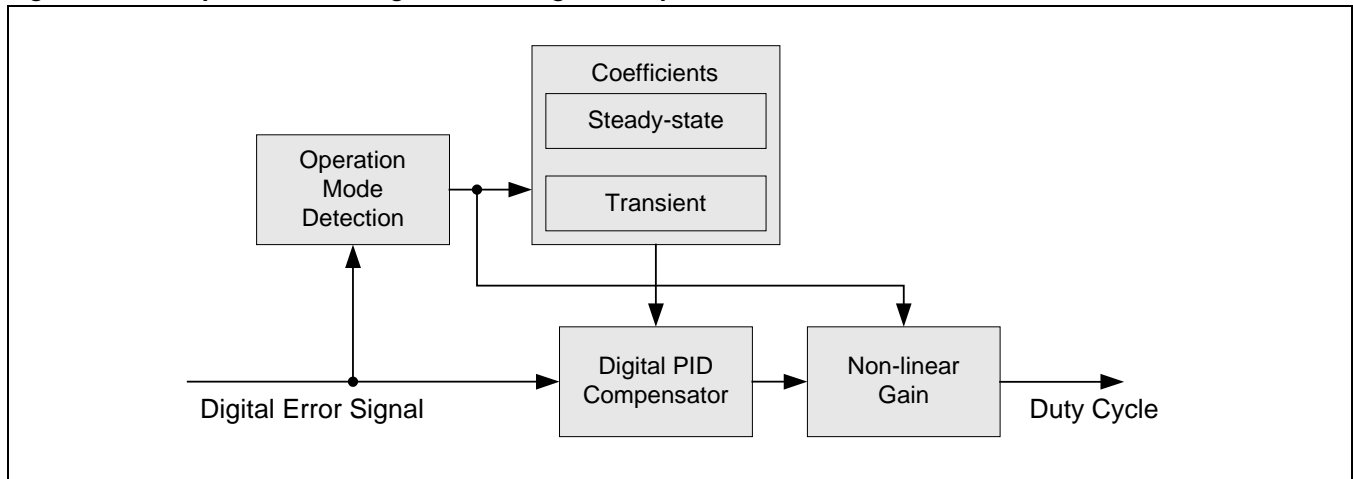 Coefficients
Steady-state
Transient
Operation
Mode
Detection
Digital PID
Compensator
Non-linear
Gain
Digital Error Signal
Duty Cycle